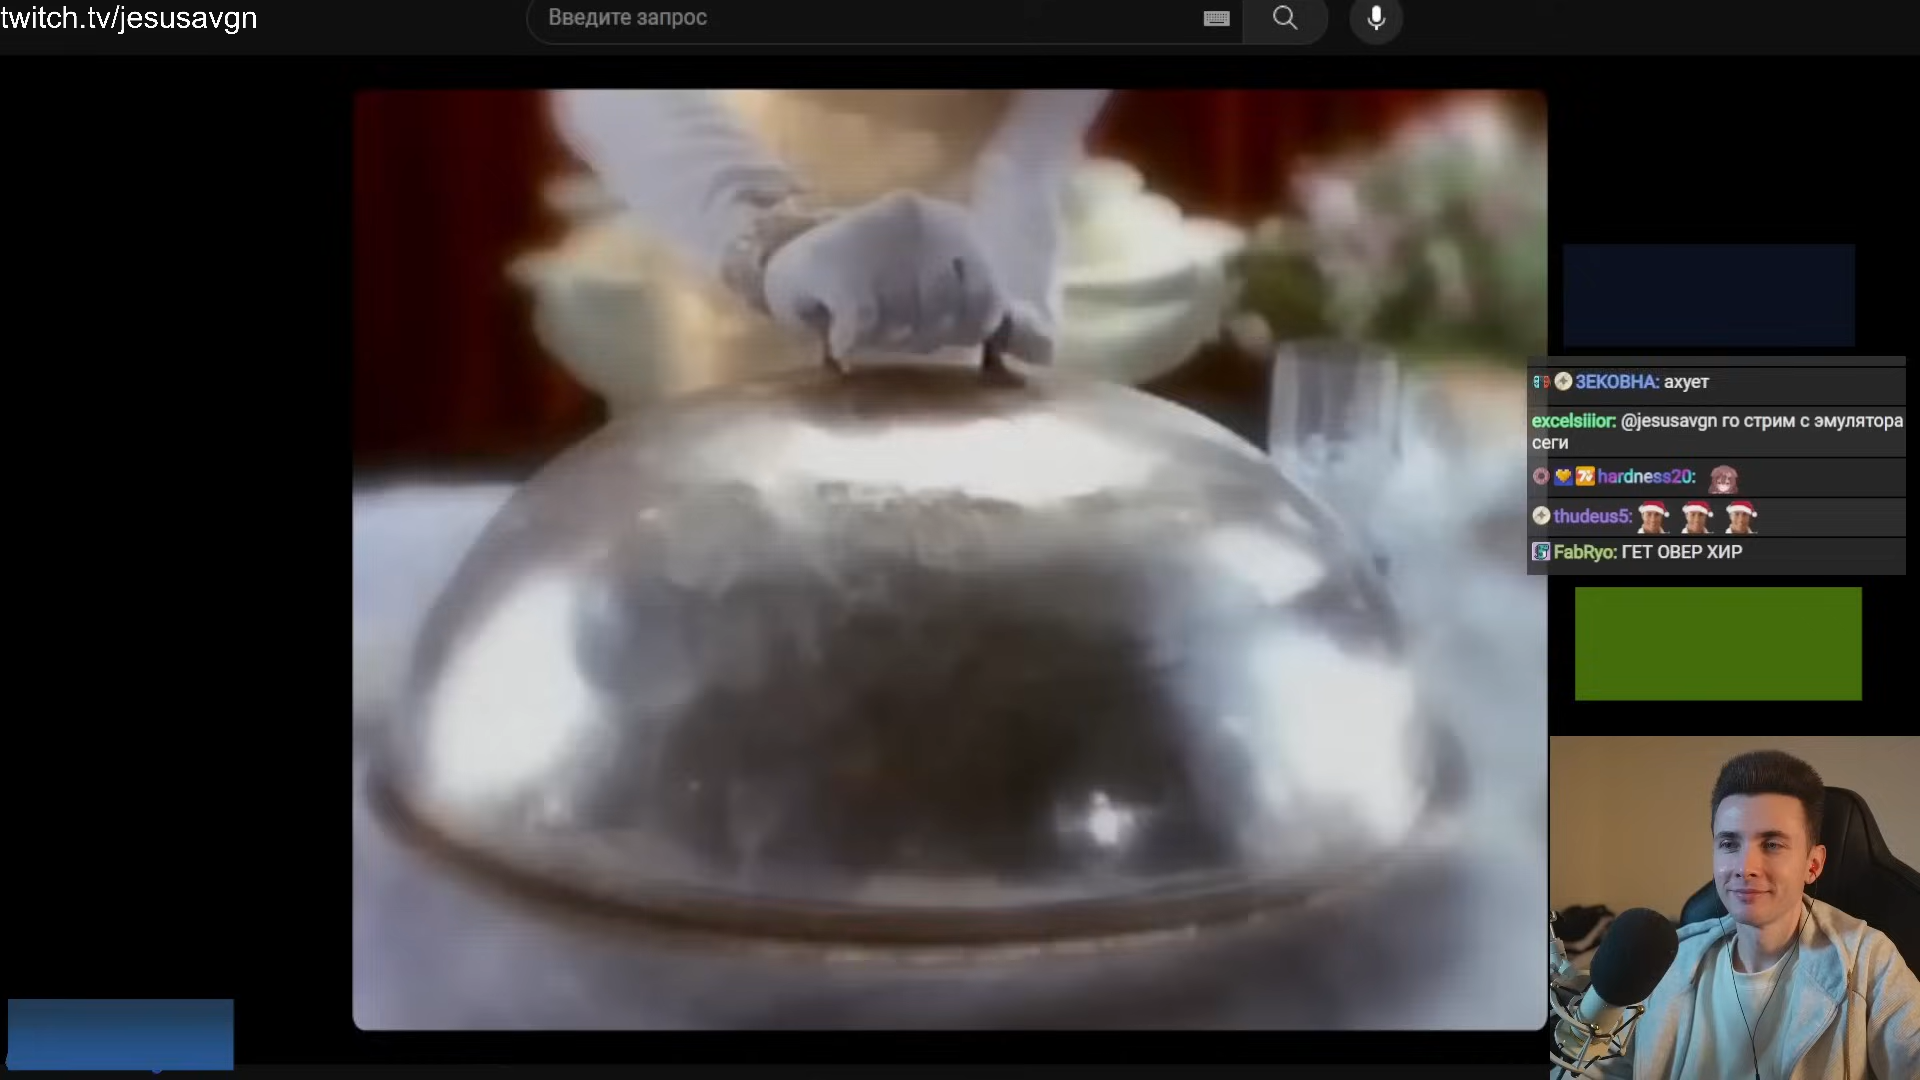 twitch.tv/jesusavgn
Введите запрос
ЗЕКОВНА: ахует
excelsiiior: @jesusavgn го стрим с эмулятора
сеги
hardness20:
thudeus5:
FabRyo: ГЕТ ОВЕР ХИР